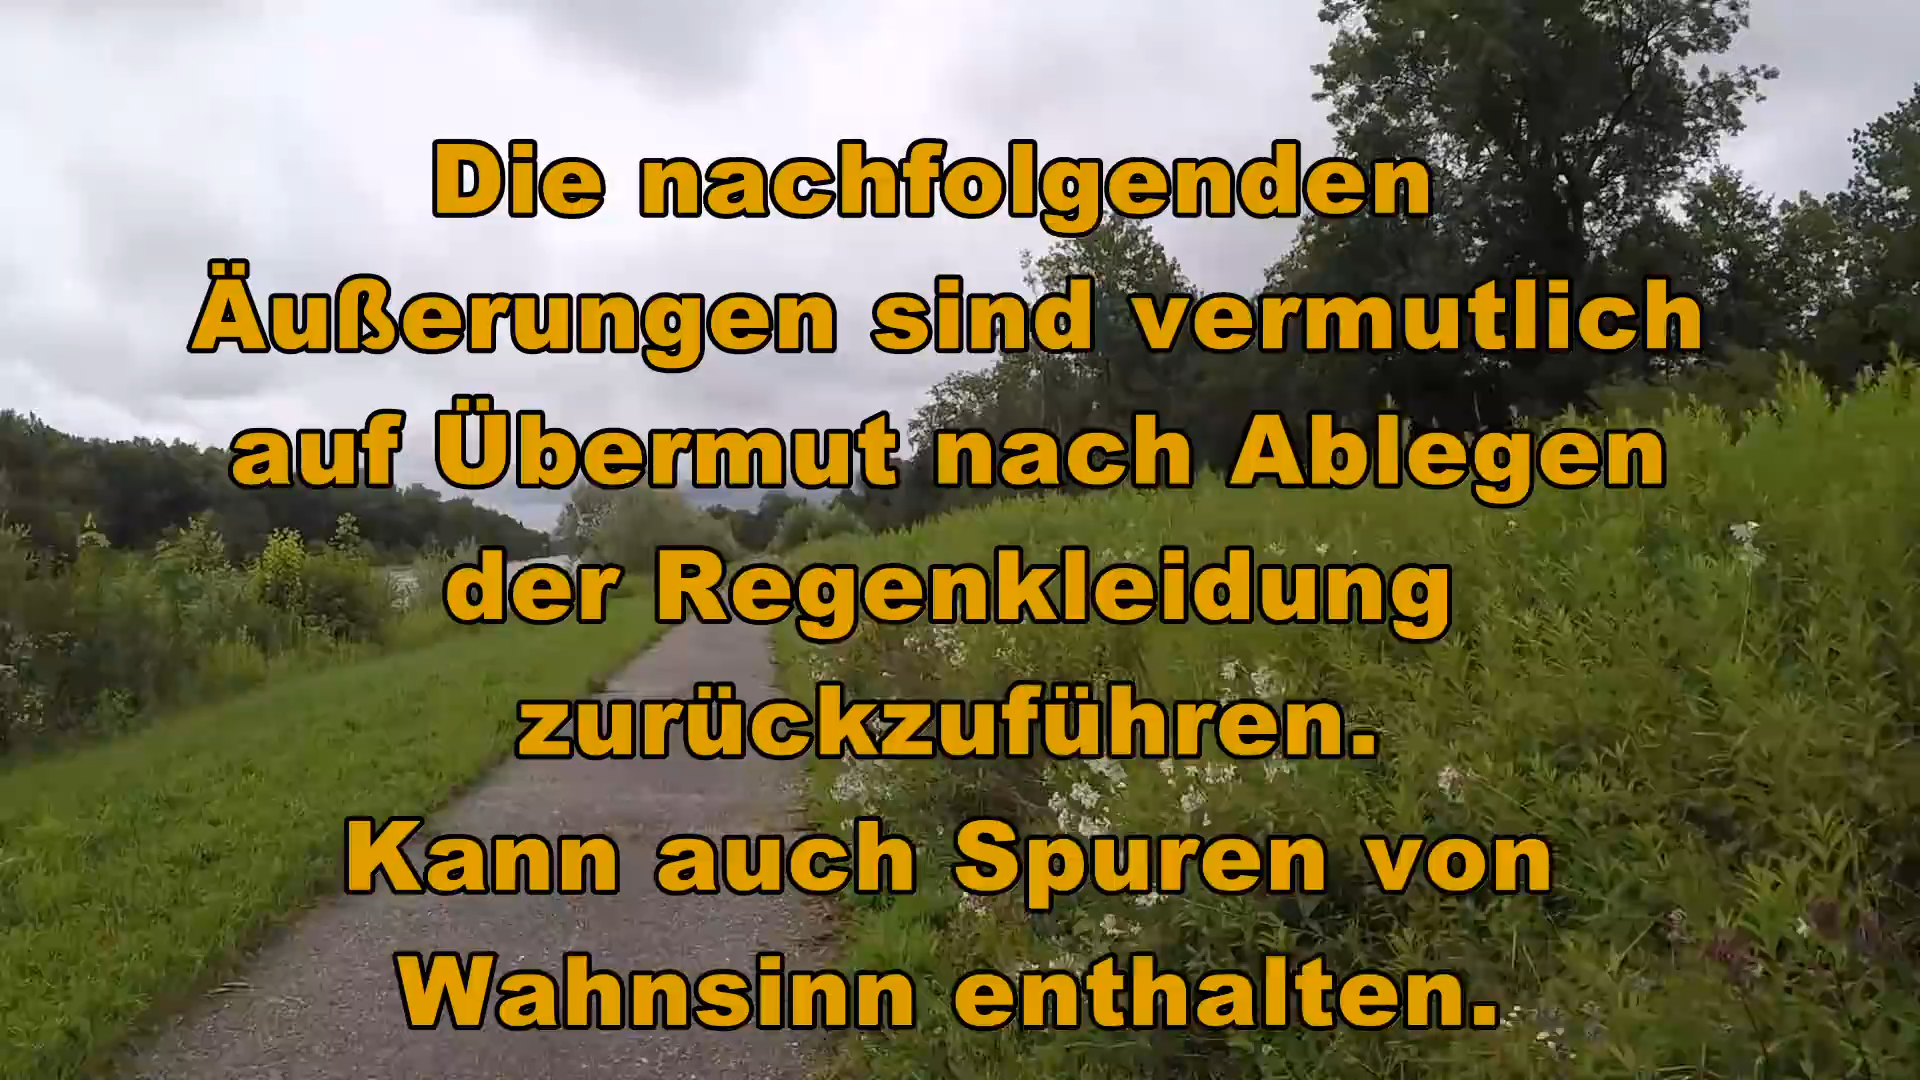 Die nachfolgenden
Äußerungen sind vermutlich
auf Übermut nach Ablegen
der Regenkleidung
zurückzuführen.
Kann auch Spuren von
Wahnsinn enthalten.